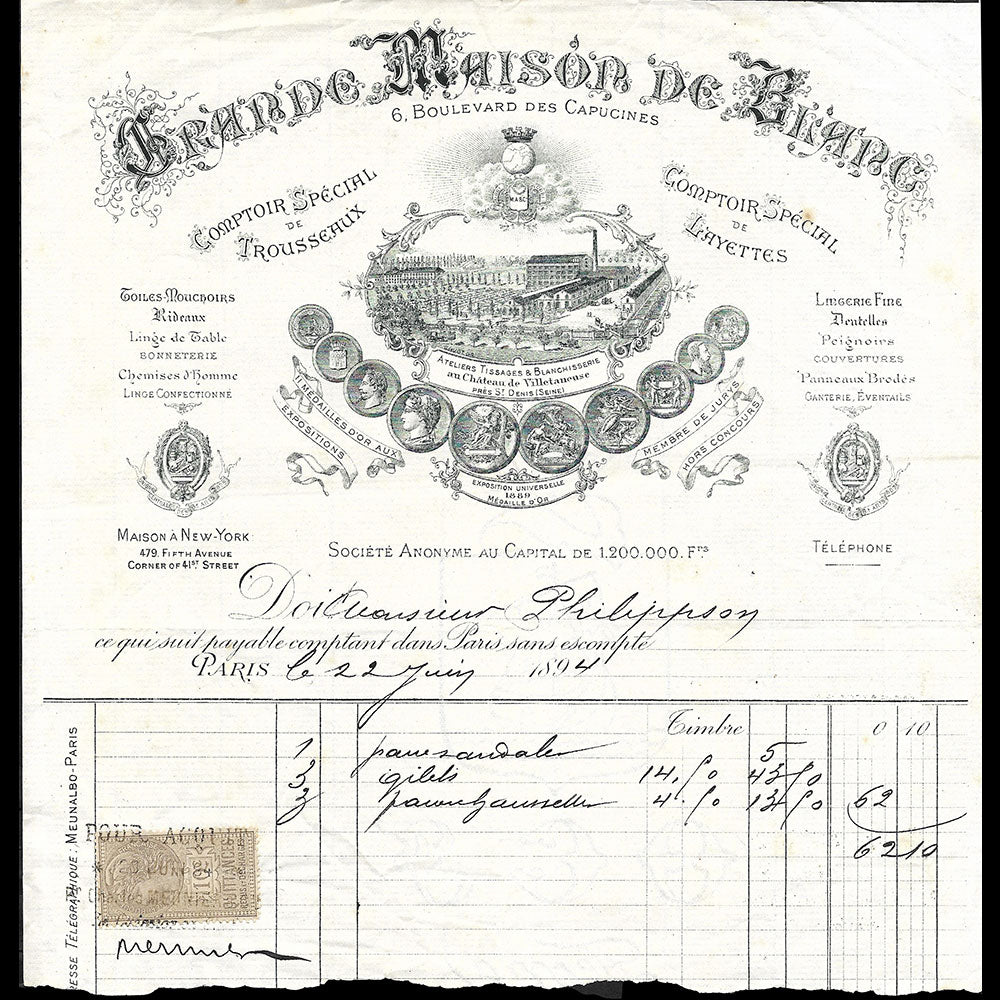 GRANDE MAISON DE BLANC
6, BOULEVARD DES CAPUCINES
COMPTOIR SPÉCIAL
DE
TROUSSEAUX
COMPTOIR SPÉCIAL
DE
LAYETTES
TOILES-MOUCHOIRS
Rideaux
Linge de Table
BONNETERIE
Chemises d'Homme
LINGE CONFECTIONNÉ
LINGERIE FINE
Dentelles
Peignoirs
COUVERTURES
Panneaux Brodés
GANTERIE, ÉVENTAILS
ATELIERS TISSAGES & BLANCHISSERIE
au Château de Villetaneuse
PRÈS ST DENIS (SEINE)
MÉDAILLES D'OR AUX
EXPOSITIONS
MEMBRE DE JURYS
HORS CONCOURS
EXPOSITION UNIVERSELLE
1889
MÉDAILLE D'OR
MAISON À NEW-YORK
479, FIFTH AVENUE
CORNER OF 41ST STREET
SOCIÉTÉ ANONYME AU CAPITAL DE 1.200.000. Frs
TÉLÉPHONE
Doit Monsieur Philippson
ce qui suit payable comptant dans Paris sans escompte
PARIS le 22 Juin 1894
Timbre 0 10
1 paire sandales 5
3 gilets 14.50 43 50
3 4.50 13 50 62
62 10
RESSE TÉLÉGRAPHIQUE: MEUNALBO-PARIS
POUR ACQUIT
10c
QUITTANCES